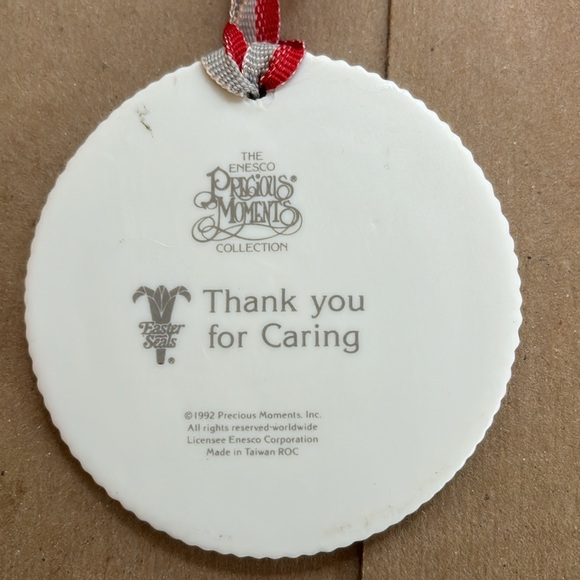 THE
ENESCO
PRECIOUS®
MOMENTS
COLLECTION
Easter
Seals®
Thank you
for Caring
©1992 Precious Moments, Inc.
All rights reserved-worldwide
Licensee Enesco Corporation
Made in Taiwan ROC